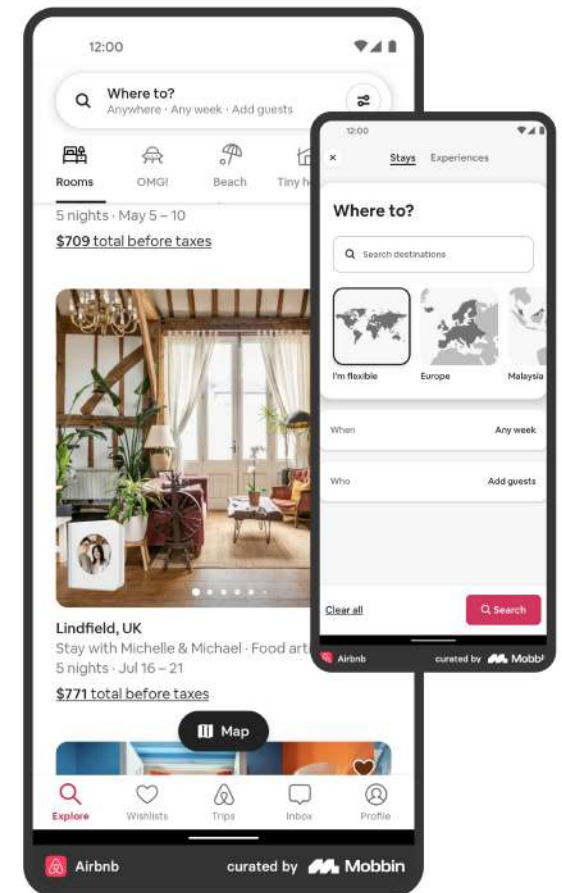 12:00
Where to?
Anywhere · Any week · Add guests
Rooms
OMG!
Beach
Tiny h
5 nights · May 5 – 10
$709 total before taxes
Lindfield, UK
Stay with Michelle & Michael · Food art
5 nights · Jul 16 – 21
$771 total before taxes
Map
Explore
Wishlists
Trips
Inbox
Profile
Airbnb
curated by Mobbin
12:00
Stays Experiences
Where to?
Search destinations
I'm flexible
Europe
Malaysia
When
Any week
Who
Add guests
Clear all
Search
Airbnb
curated by Mobb